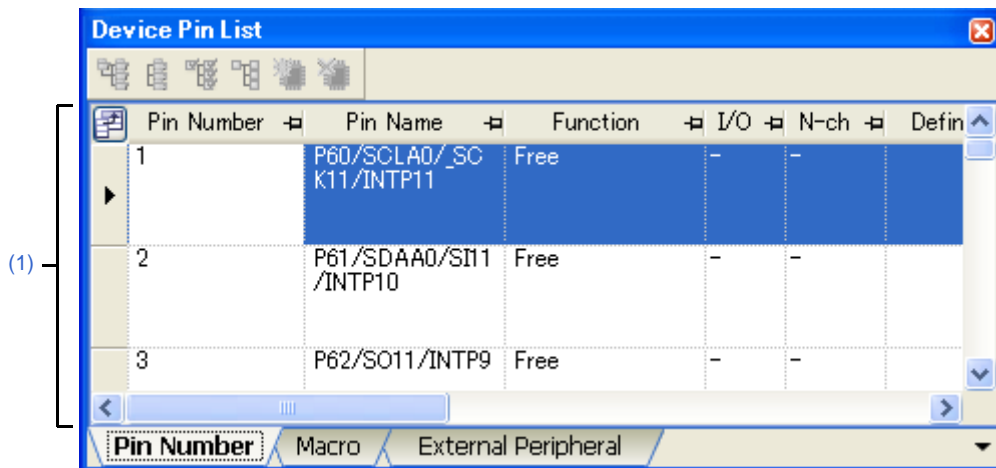 Device Pin List
Pin Number Pin Name Function I/O N-ch Defin
1 P60/SCLA0/_SC Free - -
K11/INTP11
(1)
2 P61/SDAA0/SI11 Free - -
/INTP10
3 P62/SO11/INTP9 Free - -
Pin Number Macro External Peripheral